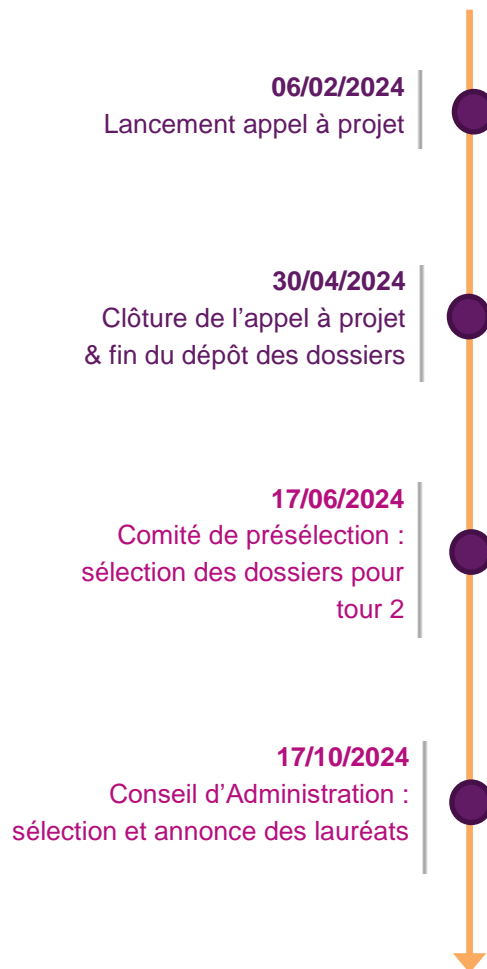 06/02/2024
Lancement appel à projet
30/04/2024
Clôture de l’appel à projet
& fin du dépôt des dossiers
17/06/2024
Comité de présélection :
sélection des dossiers pour
tour 2
17/10/2024
Conseil d’Administration :
sélection et annonce des lauréats